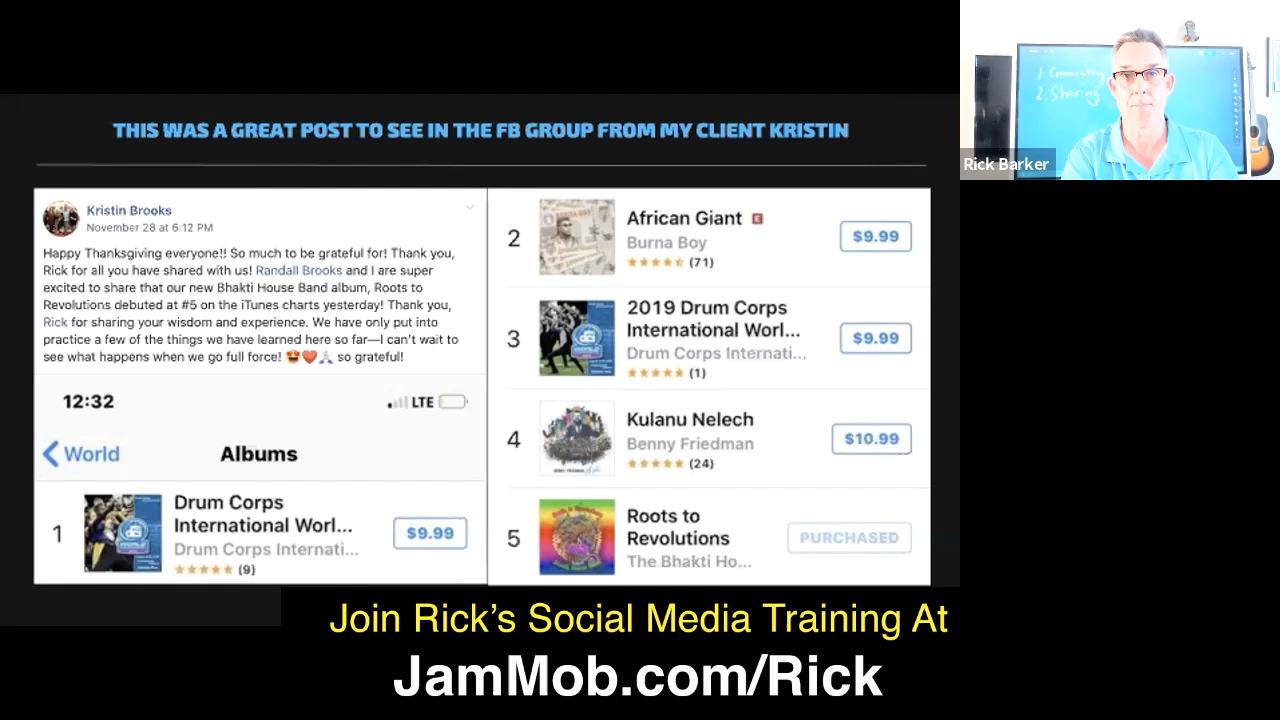 THIS WAS A GREAT POST TO SEE IN THE FB GROUP FROM MY CLIENT KRISTIN
Kristin Brooks
November 28 at 6:12 PM
Happy Thanksgiving everyone!! So much to be grateful for! Thank you,
Rick for all you have shared with us! Randall Brooks and I are super
excited to share that our new Bhakti House Band album, Roots to
Revolutions debuted at #5 on the iTunes charts yesterday! Thank you,
Rick for sharing your wisdom and experience. We have only put into
practice a few of the things we have learned here so far—I can't wait to
see what happens when we go full force! 🤩❤️🙏🏻 so grateful!
12:32
LTE
World
Albums
1
Drum Corps
International Worl...
Drum Corps Internati...
(9)
$9.99
2
African Giant E
Burna Boy
(71)
$9.99
3
2019 Drum Corps
International Worl...
Drum Corps Internati...
(1)
$9.99
4
Kulanu Nelech
Benny Friedman
(24)
$10.99
5
Roots to
Revolutions
The Bhakti Ho...
PURCHASED
1. Commenting
2. Sharing
Rick Barker
Join Rick's Social Media Training At
JamMob.com/Rick